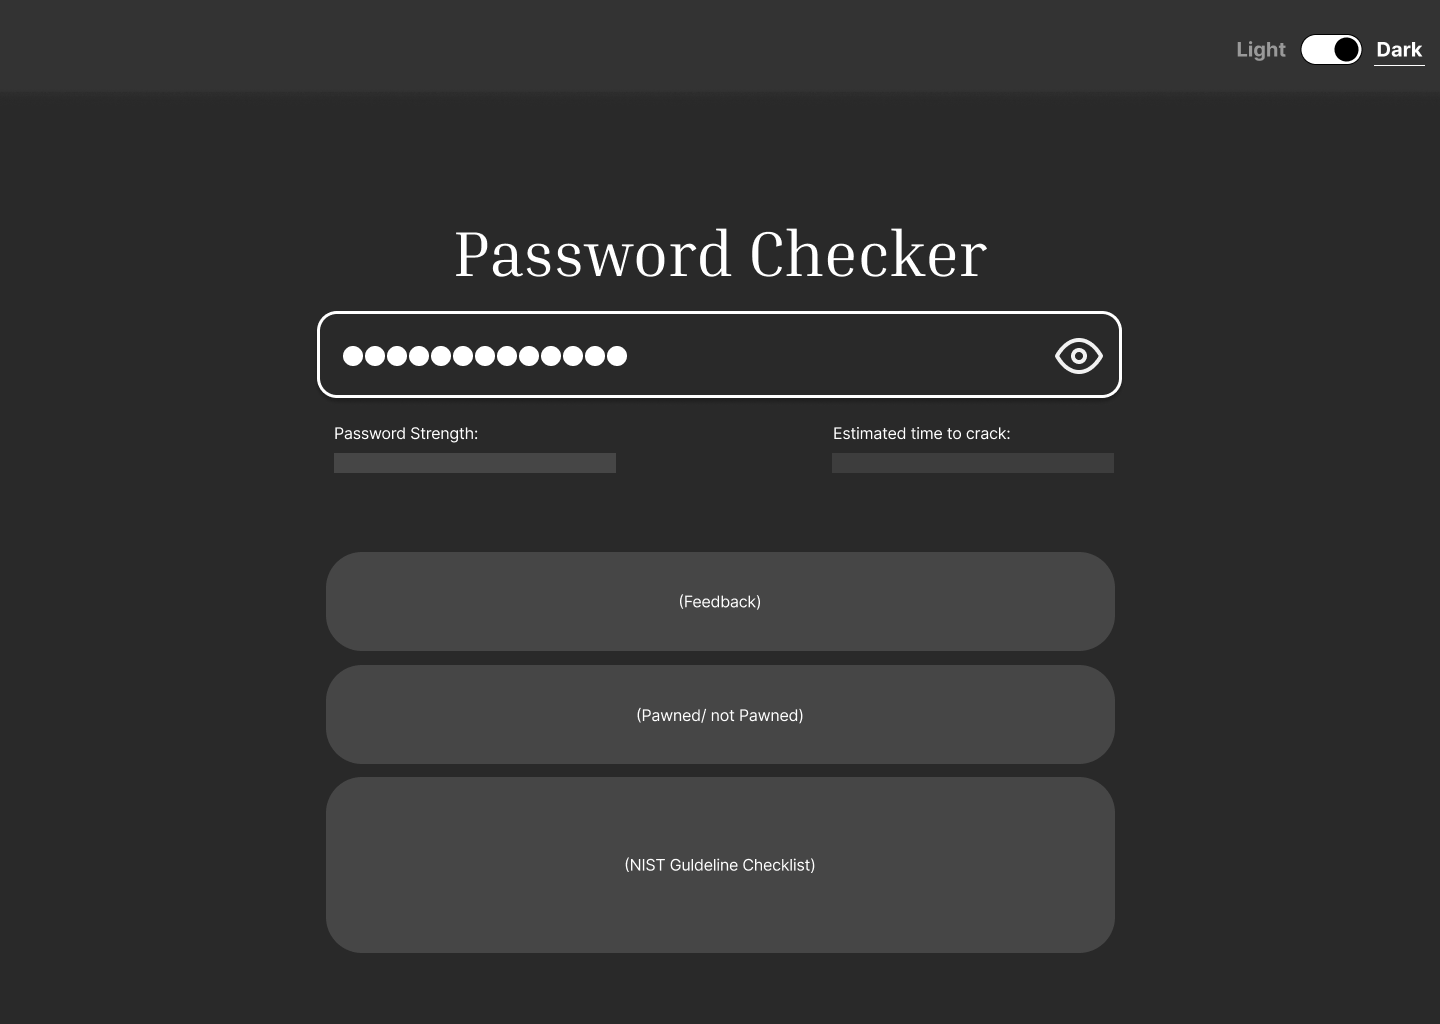 Light Dark
Password Checker
Password Strength:
Estimated time to crack:
(Feedback)
(Pawned/ not Pawned)
(NIST Guldeline Checklist)